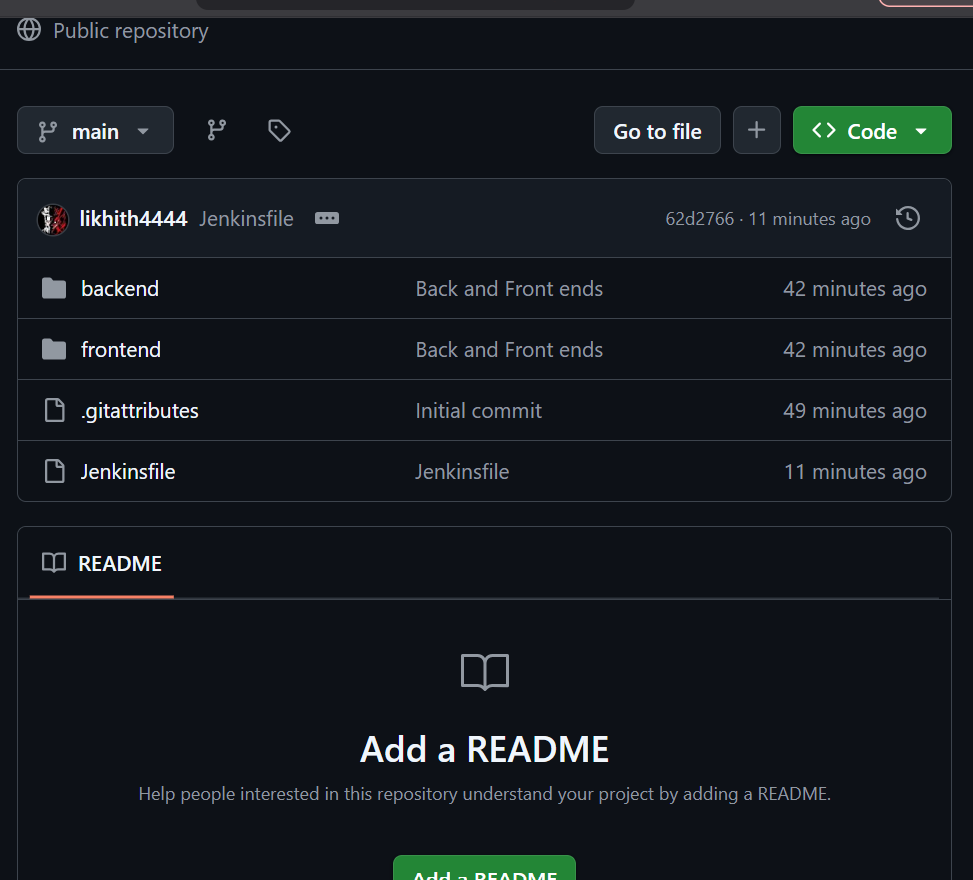 Public repository
main
Go to file
Code
likhith4444 Jenkinsfile 62d2766 · 11 minutes ago
backend Back and Front ends 42 minutes ago
frontend Back and Front ends 42 minutes ago
.gitattributes Initial commit 49 minutes ago
Jenkinsfile Jenkinsfile 11 minutes ago
README
Add a README
Help people interested in this repository understand your project by adding a README.
Add a README